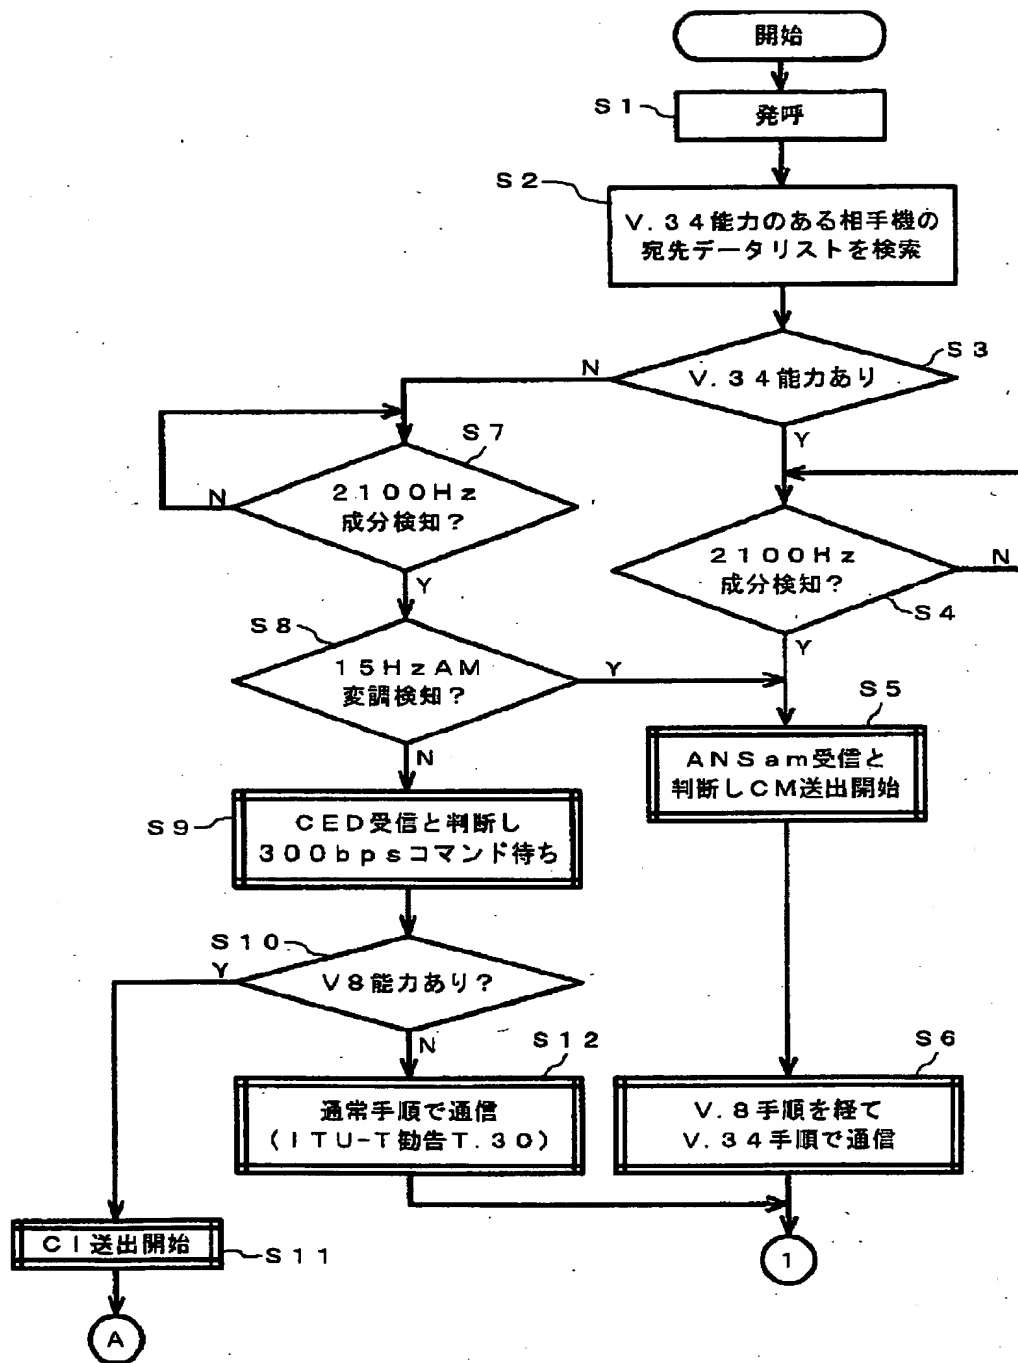 開始
S1
発呼
S2
V.34能力のある相手機の
宛先データリストを検索
S3
V.34能力あり
N
Y
S7
2100Hz
成分検知?
N
Y
2100Hz
成分検知?
N
S4
Y
S8
15HzAM
変調検知?
Y
N
S5
ANSam受信と
判断しCM送出開始
S9
CED受信と判断し
300bpsコマンド待ち
S10
V8能力あり?
Y
N
S12
通常手順で通信
(ITU-T勧告T.30)
S6
V.8手順を経て
V.34手順で通信
CI送出開始
S11
1
A